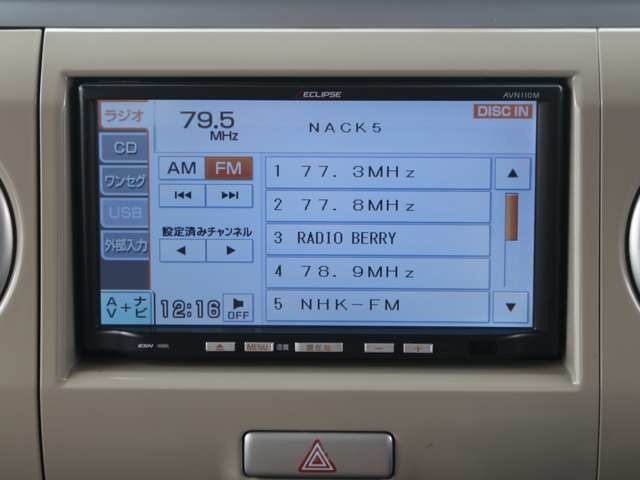 ECLIPSE
AVN110M
ラジオ
79.5
MHz
NACK5
DISC IN
CD
AM FM
1 77.3MHz
ワンセグ
2 77.8MHz
USB
設定済みチャンネル
3 RADIO BERRY
外部入力
4 78.9MHz
AV+ナビ
12:16
OFF
5 NHK-FM
ESN
MENU
− +